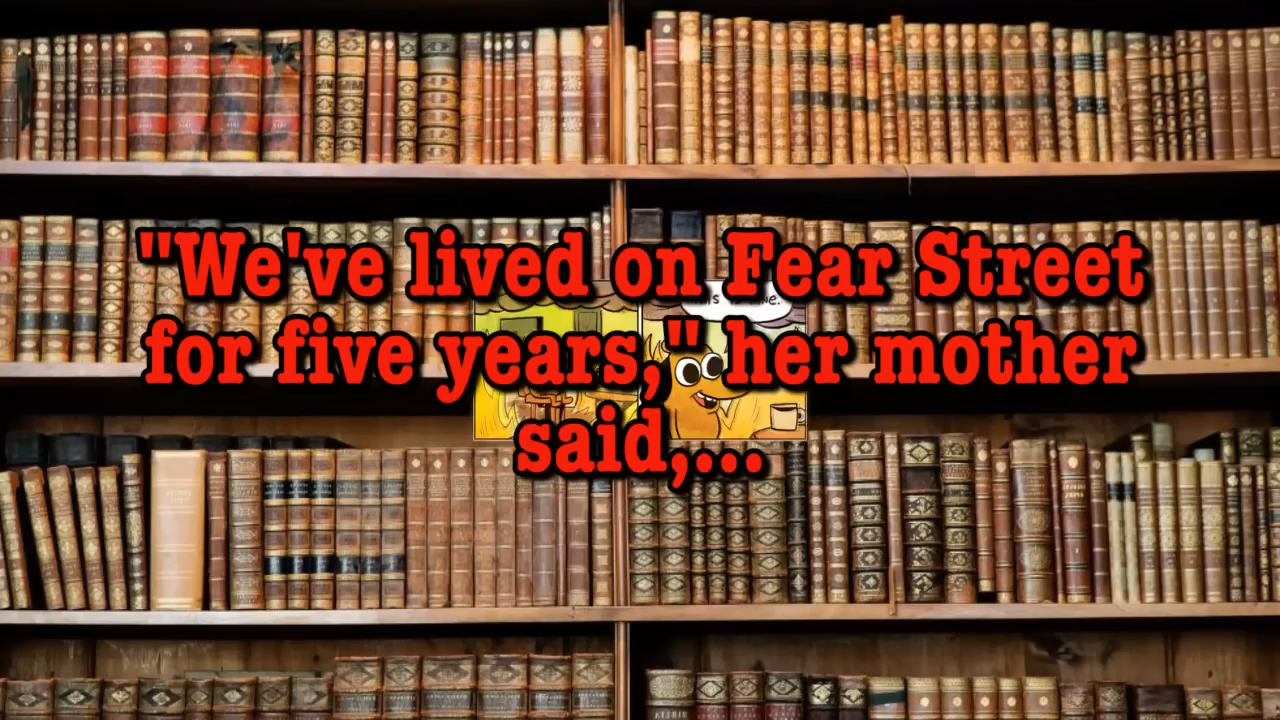 "We've lived on Fear Street
for five years," her mother
said,...